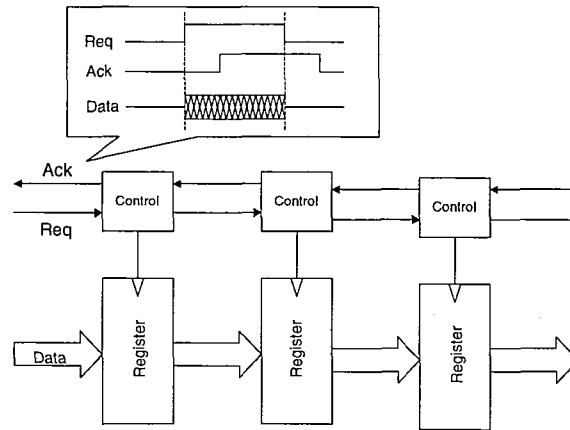 Req
Ack
Data
Ack
Req
Control
Control
Control
Data
Register
Register
Register